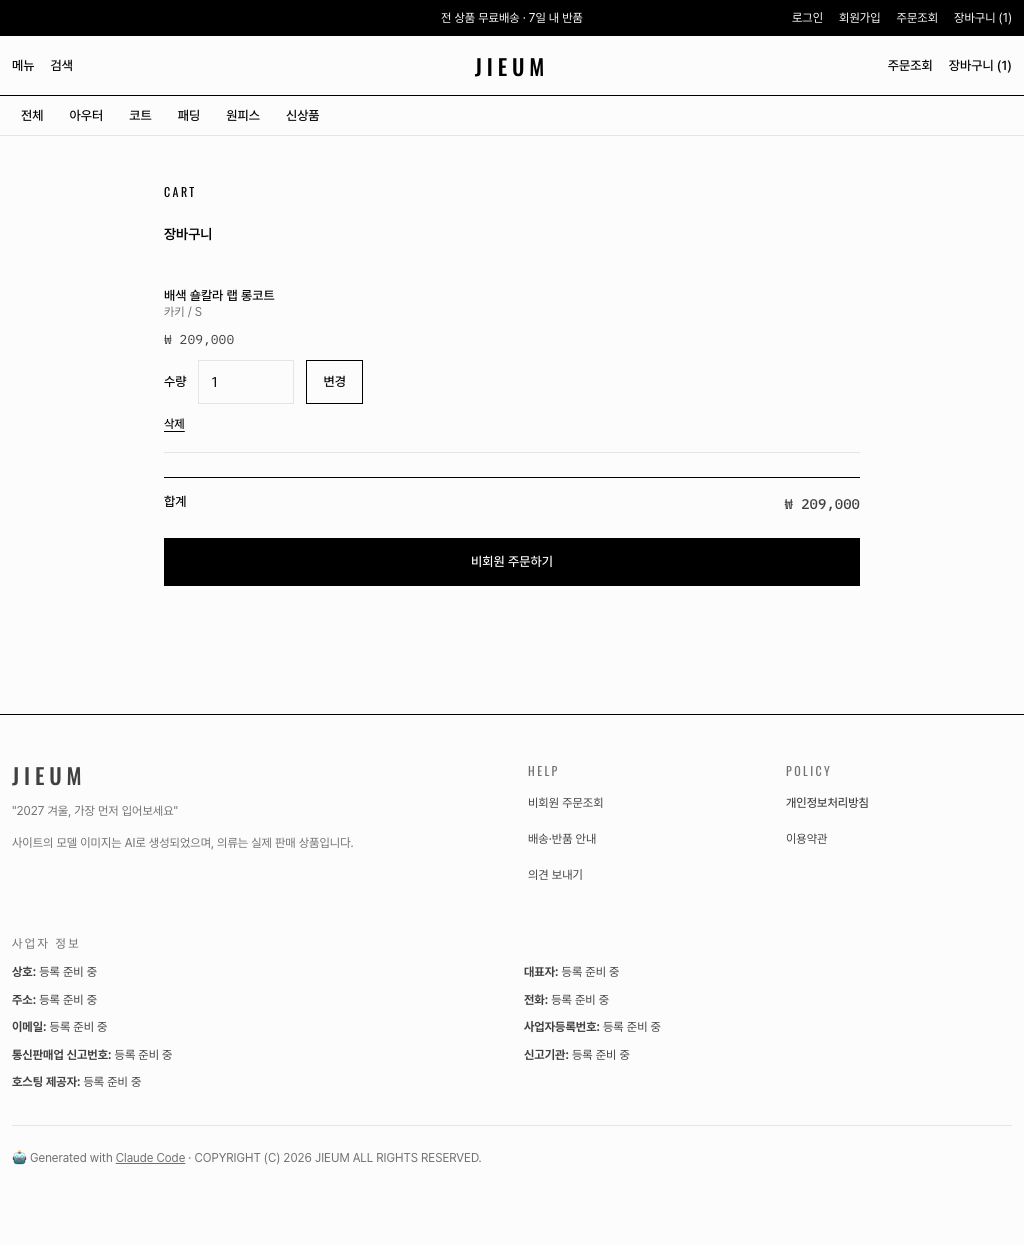 전 상품 무료배송 · 7일 내 반품
로그인 회원가입 주문조회 장바구니 (1)
메뉴 검색 JIEUM 주문조회 장바구니 (1)
전체 아우터 코트 패딩 원피스 신상품
CART
장바구니
배색 숄칼라 랩 롱코트
카키 / S
₩ 209,000
수량 1 변경
삭제
합계 ₩ 209,000
비회원 주문하기
JIEUM
"2027 겨울, 가장 먼저 입어보세요"
사이트의 모델 이미지는 AI로 생성되었으며, 의류는 실제 판매 상품입니다.
HELP
비회원 주문조회
배송·반품 안내
의견 보내기
POLICY
개인정보처리방침
이용약관
사업자 정보
상호: 등록 준비 중
대표자: 등록 준비 중
주소: 등록 준비 중
전화: 등록 준비 중
이메일: 등록 준비 중
사업자등록번호: 등록 준비 중
통신판매업 신고번호: 등록 준비 중
신고기관: 등록 준비 중
호스팅 제공자: 등록 준비 중
🤖 Generated with Claude Code · COPYRIGHT (C) 2026 JIEUM ALL RIGHTS RESERVED.